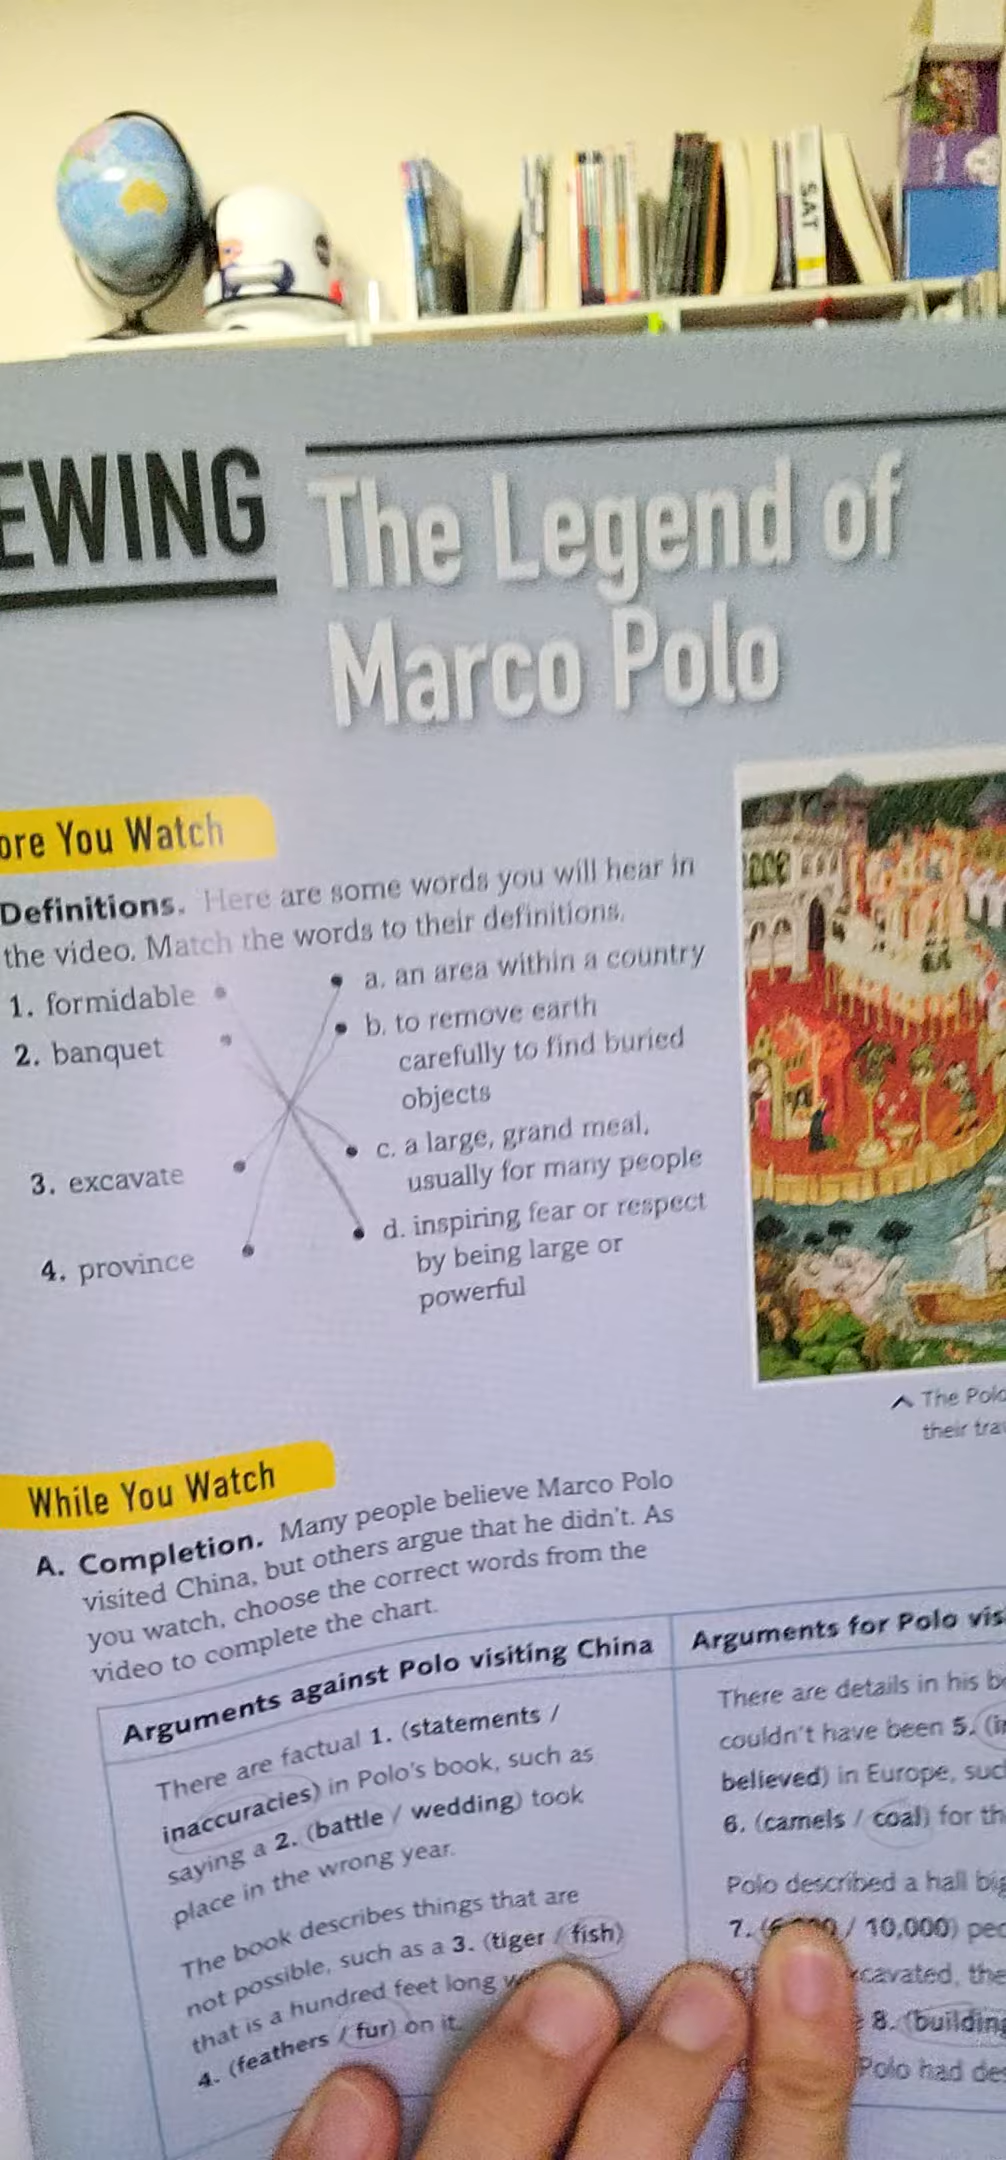 SAT
EWING
The Legend of
Marco Polo
ore You Watch
Definitions. Here are some words you will hear in
the video. Match the words to their definitions.
1. formidable
2. banquet
3. excavate
4. province
a. an area within a country
b. to remove earth
carefully to find buried
objects
c. a large, grand meal,
usually for many people
d. inspiring fear or respect
by being large or
powerful
The Polo
their tra
While You Watch
A. Completion. Many people believe Marco Polo
visited China, but others argue that he didn't. As
you watch, choose the correct words from the
video to complete the chart.
Arguments against Polo visiting China
There are factual 1. (statements /
inaccuracies) in Polo's book, such as
saying a 2. (battle / wedding) took
place in the wrong year.
The book describes things that are
not possible, such as a 3. (tiger / fish)
that is a hundred feet long
4. (feathers / fur) on it.
Arguments for Polo vis
There are details in his b
couldn't have been 5. (i
believed) in Europe, suc
6. (camels / coal) for th
Polo described a hall big
7. / 10,000) peo
cavated, the
8. (building
Polo had des